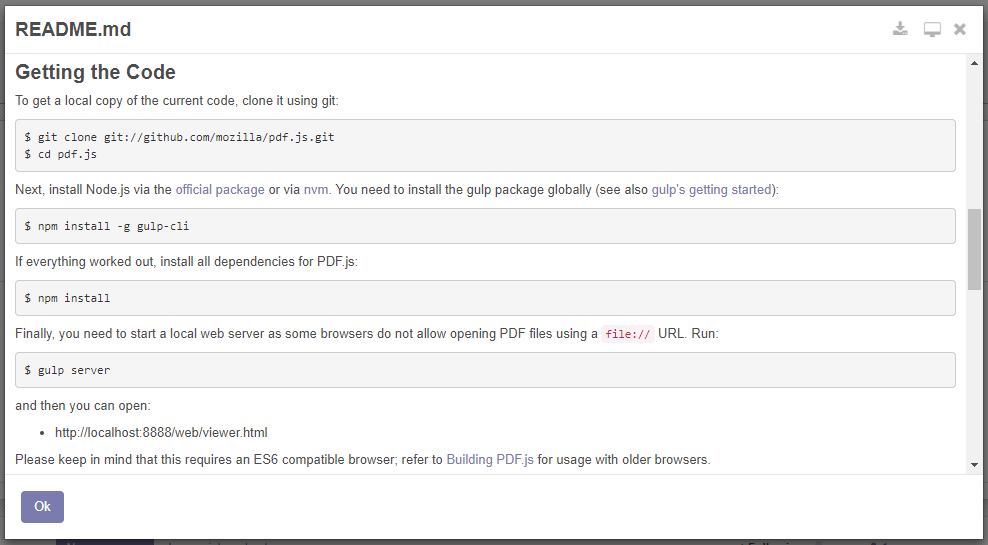 README.md
Getting the Code
To get a local copy of the current code, clone it using git:
$ git clone git://github.com/mozilla/pdf.js.git
$ cd pdf.js
Next, install Node.js via the official package or via nvm. You need to install the gulp package globally (see also gulp's getting started):
$ npm install -g gulp-cli
If everything worked out, install all dependencies for PDF.js:
$ npm install
Finally, you need to start a local web server as some browsers do not allow opening PDF files using a file:// URL. Run:
$ gulp server
and then you can open:
• http://localhost:8888/web/viewer.html
Please keep in mind that this requires an ES6 compatible browser; refer to Building PDF.js for usage with older browsers.
Ok